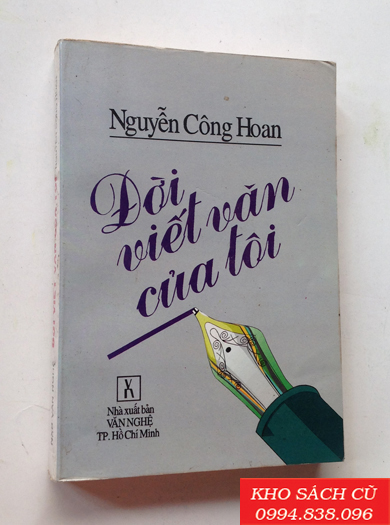 Nguyễn Công Hoan
Đời
viết văn
của tôi
Nhà xuất bản
VĂN NGHỆ
TP. Hồ Chí Minh
KHO SÁCH CŨ
0994.838.096